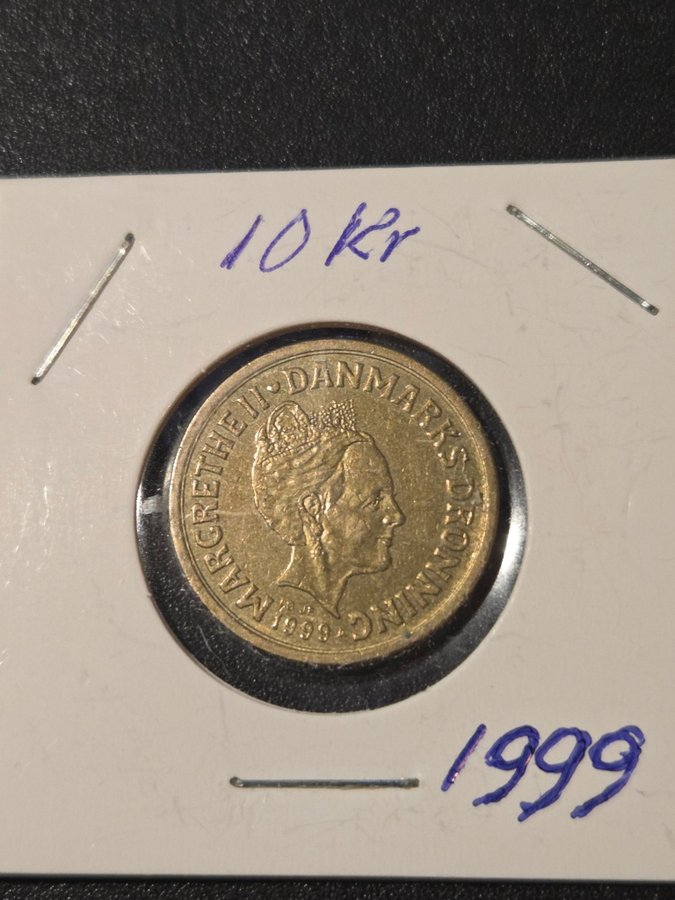 10 Kr
MARGRETHE II · DANMARKS DRONNING
1999
1999